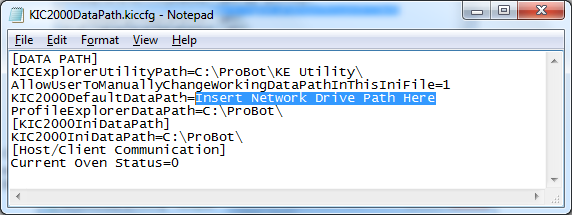 KIC2000DataPath.kiccfg - Notepad
File Edit Format View Help
[DATA PATH]
KICExplorerUtilityPath=C:\ProBot\KE Utility\
AllowUserToManuallyChangeWorkingDataPathInThisIniFile=1
KIC2000DefaultDataPath=Insert Network Drive Path Here
ProfileExplorerDataPath=C:\ProBot\
[KIC2000IniDataPath]
KIC2000IniDataPath=C:\ProBot\
[Host/Client Communication]
Current Oven Status=0